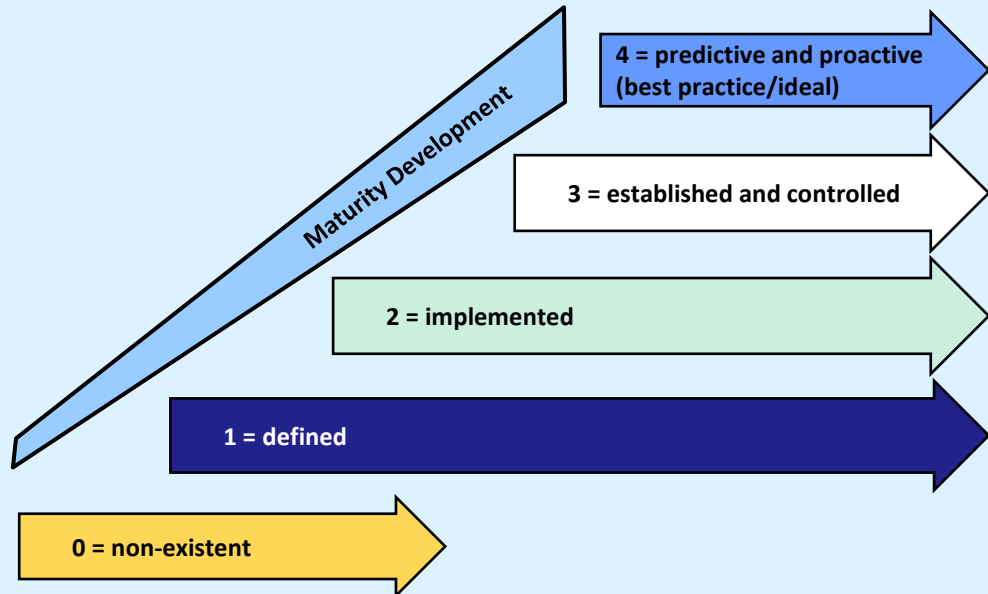 4 = predictive and proactive
(best practice/ideal)
Maturity Development
3 = established and controlled
2 = implemented
1 = defined
0 = non-existent